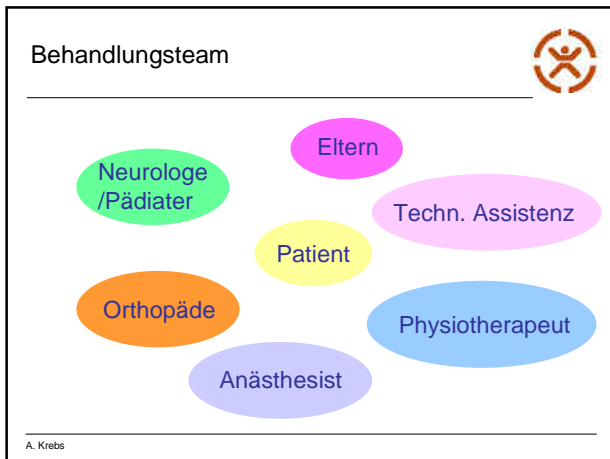 Behandlungsteam
Eltern
Neurologe
/Pädiater
Techn. Assistenz
Patient
Orthopäde
Physiotherapeut
Anästhesist
A. Krebs